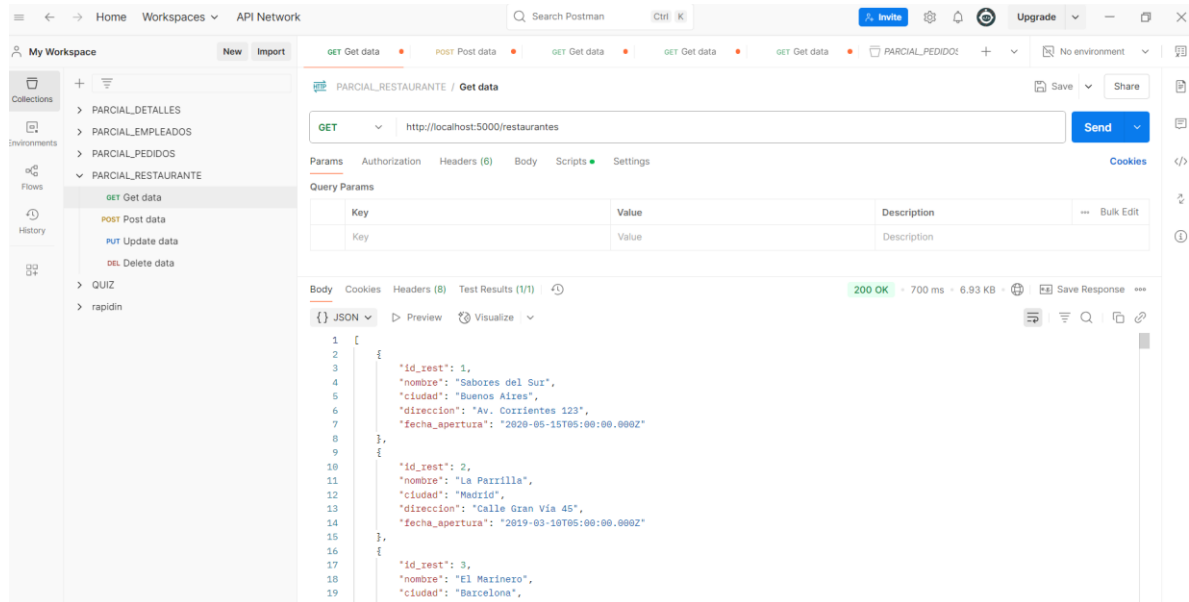 Home Workspaces API Network Search Postman Ctrl K Invite Upgrade
My Workspace New Import GET Get data POST Post data GET Get data GET Get data GET Get data PARCIAL_PEDIDOS No environment
Collections
Environments
Flows
History
PARCIAL_DETALLES
PARCIAL_EMPLEADOS
PARCIAL_PEDIDOS
PARCIAL_RESTAURANTE
GET Get data
POST Post data
PUT Update data
DEL Delete data
QUIZ
rapidin
HTTP PARCIAL_RESTAURANTE / Get data Save Share
GET http://localhost:5000/restaurantes Send
Params Authorization Headers (6) Body Scripts Settings Cookies
Query Params
Key Value Description Bulk Edit
Key Value Description
Body Cookies Headers (8) Test Results (1/1) 200 OK 700 ms 6.93 KB Save Response
{} JSON Preview Visualize
1 [
2 {
3 "id_rest": 1,
4 "nombre": "Sabores del Sur",
5 "ciudad": "Buenos Aires",
6 "direccion": "Av. Corrientes 123",
7 "fecha_apertura": "2020-05-15T05:00:00.000Z"
8 },
9 {
10 "id_rest": 2,
11 "nombre": "La Parrilla",
12 "ciudad": "Madrid",
13 "direccion": "Calle Gran Vía 45",
14 "fecha_apertura": "2019-03-10T05:00:00.000Z"
15 },
16 {
17 "id_rest": 3,
18 "nombre": "El Marinero",
19 "ciudad": "Barcelona",